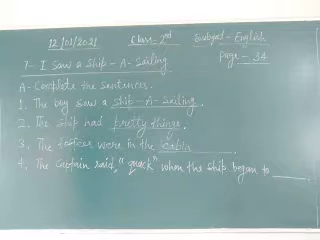 12/01/2021 Class-2nd Subject-English
7- I Saw a Ship-A-Sailing Page-34
A- Complete the sentences.
1. The boy saw a ship-A-sailing.
2. The ship had pretty things.
3. The toffees were in the cabin.
4. The Captain said, "quack" when the ship began to ______.